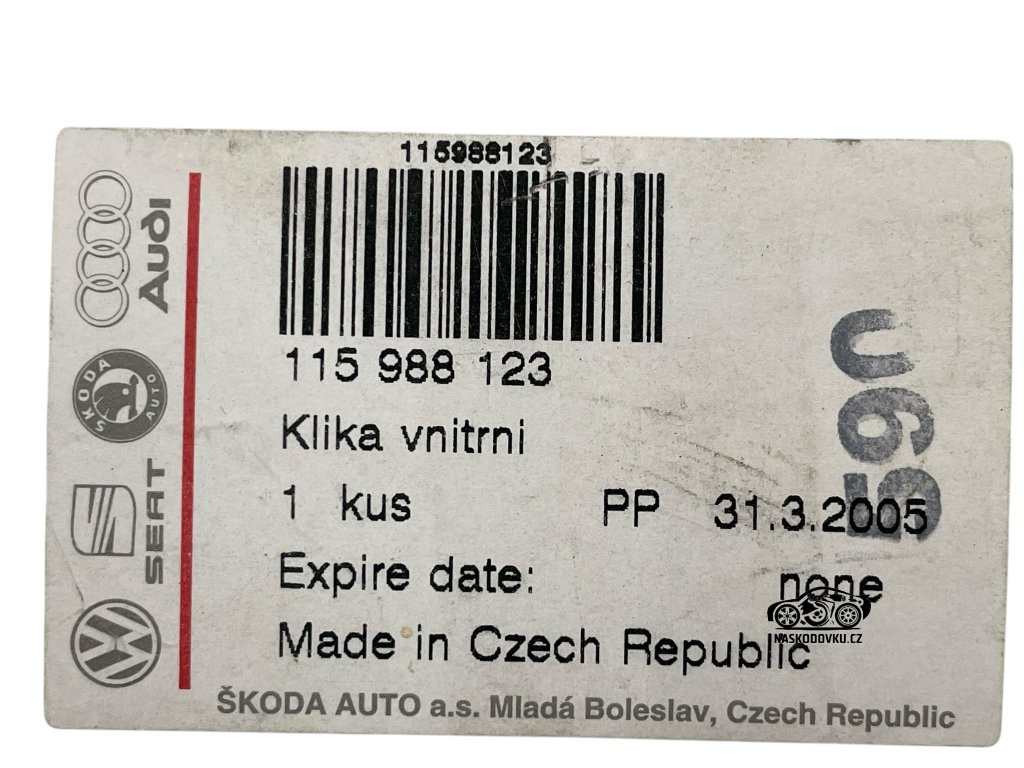 115988123
115 988 123
Klika vnitrni
1 kus PP 31.3.2005
Expire date: none
Made in Czech Republic
ŠKODA AUTO a.s. Mladá Boleslav, Czech Republic
Audi
ŠKODA AUTO
SEAT
VW
NASKODOVKU.CZ